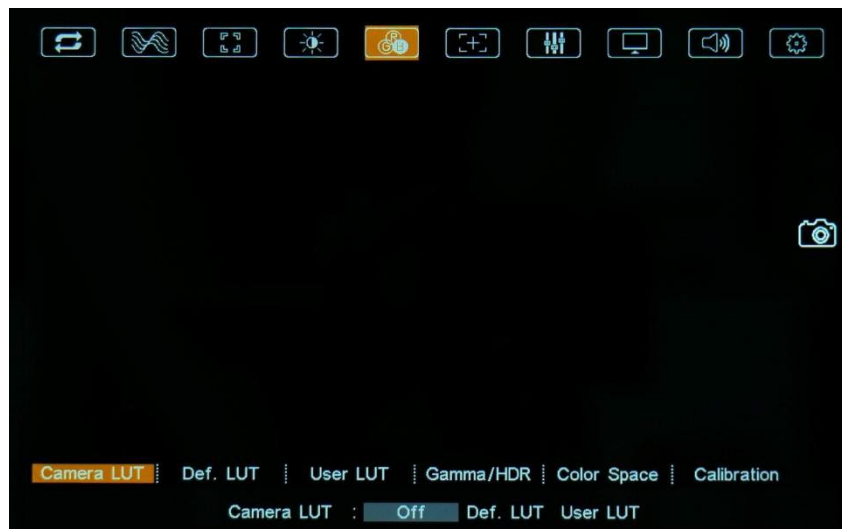 Camera LUT Def. LUT User LUT Gamma/HDR Color Space Calibration
Camera LUT : Off Def. LUT User LUT